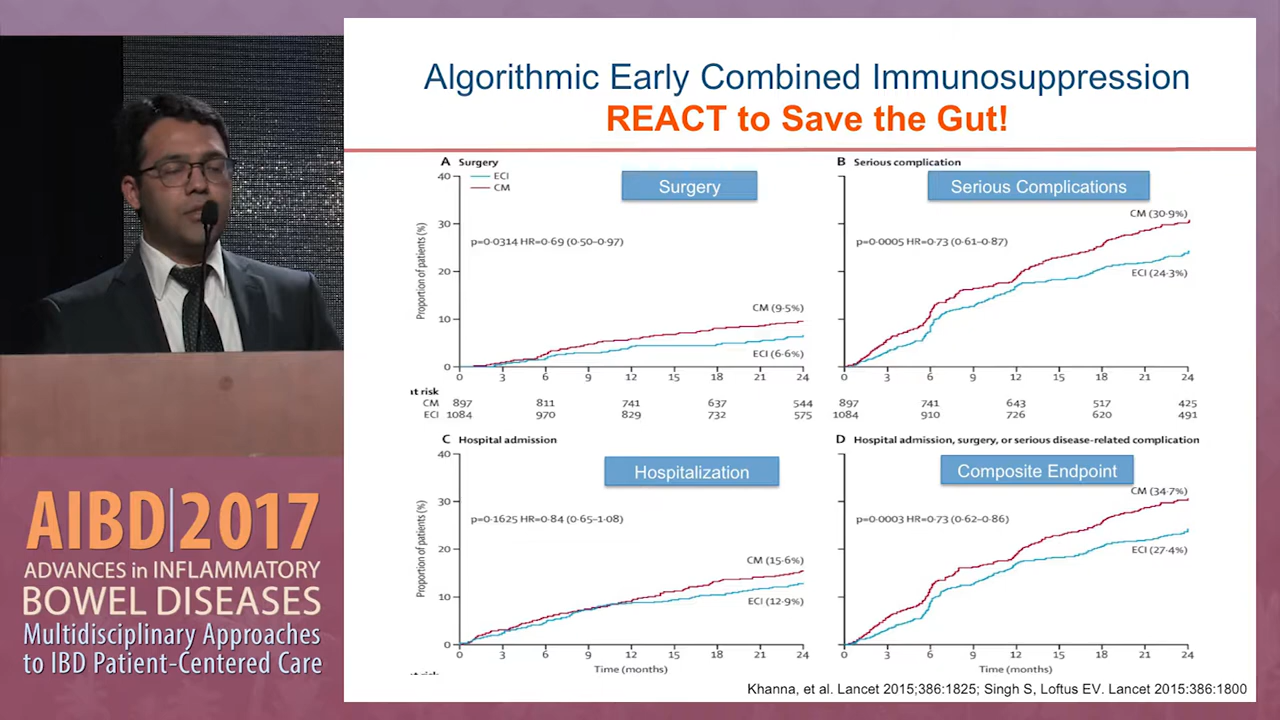 Algorithmic Early Combined Immunosuppression
REACT to Save the Gut!
A Surgery
40
30
20
10
0
Proportion of patients (%)
ECI
CM
Surgery
p=0·0314 HR=0·69 (0·50–0·97)
CM (9·5%)
ECI (6·6%)
0 3 6 9 12 15 18 21 24
at risk
CM 897 811 741 637 544
ECI 1084 970 829 732 575
B Serious complication
Serious Complications
p=0·0005 HR=0·73 (0·61–0·87)
CM (30·9%)
ECI (24·3%)
0 3 6 9 12 15 18 21 24
897 741 643 517 425
1084 910 726 620 491
C Hospital admission
40
30
20
10
0
Proportion of patients (%)
Hospitalization
p=0·1625 HR=0·84 (0·65–1·08)
CM (15·6%)
ECI (12·9%)
0 3 6 9 12 15 18 21 24
Time (months)
D Hospital admission, surgery, or serious disease-related complication
Composite Endpoint
p=0·0003 HR=0·73 (0·62–0·86)
CM (34·7%)
ECI (27·4%)
0 3 6 9 12 15 18 21 24
Time (months)
Khanna, et al. Lancet 2015;386:1825; Singh S, Loftus EV. Lancet 2015;386:1800
AIBD|2017
ADVANCES in INFLAMMATORY
BOWEL DISEASES
Multidisciplinary Approaches
to IBD Patient-Centered Care